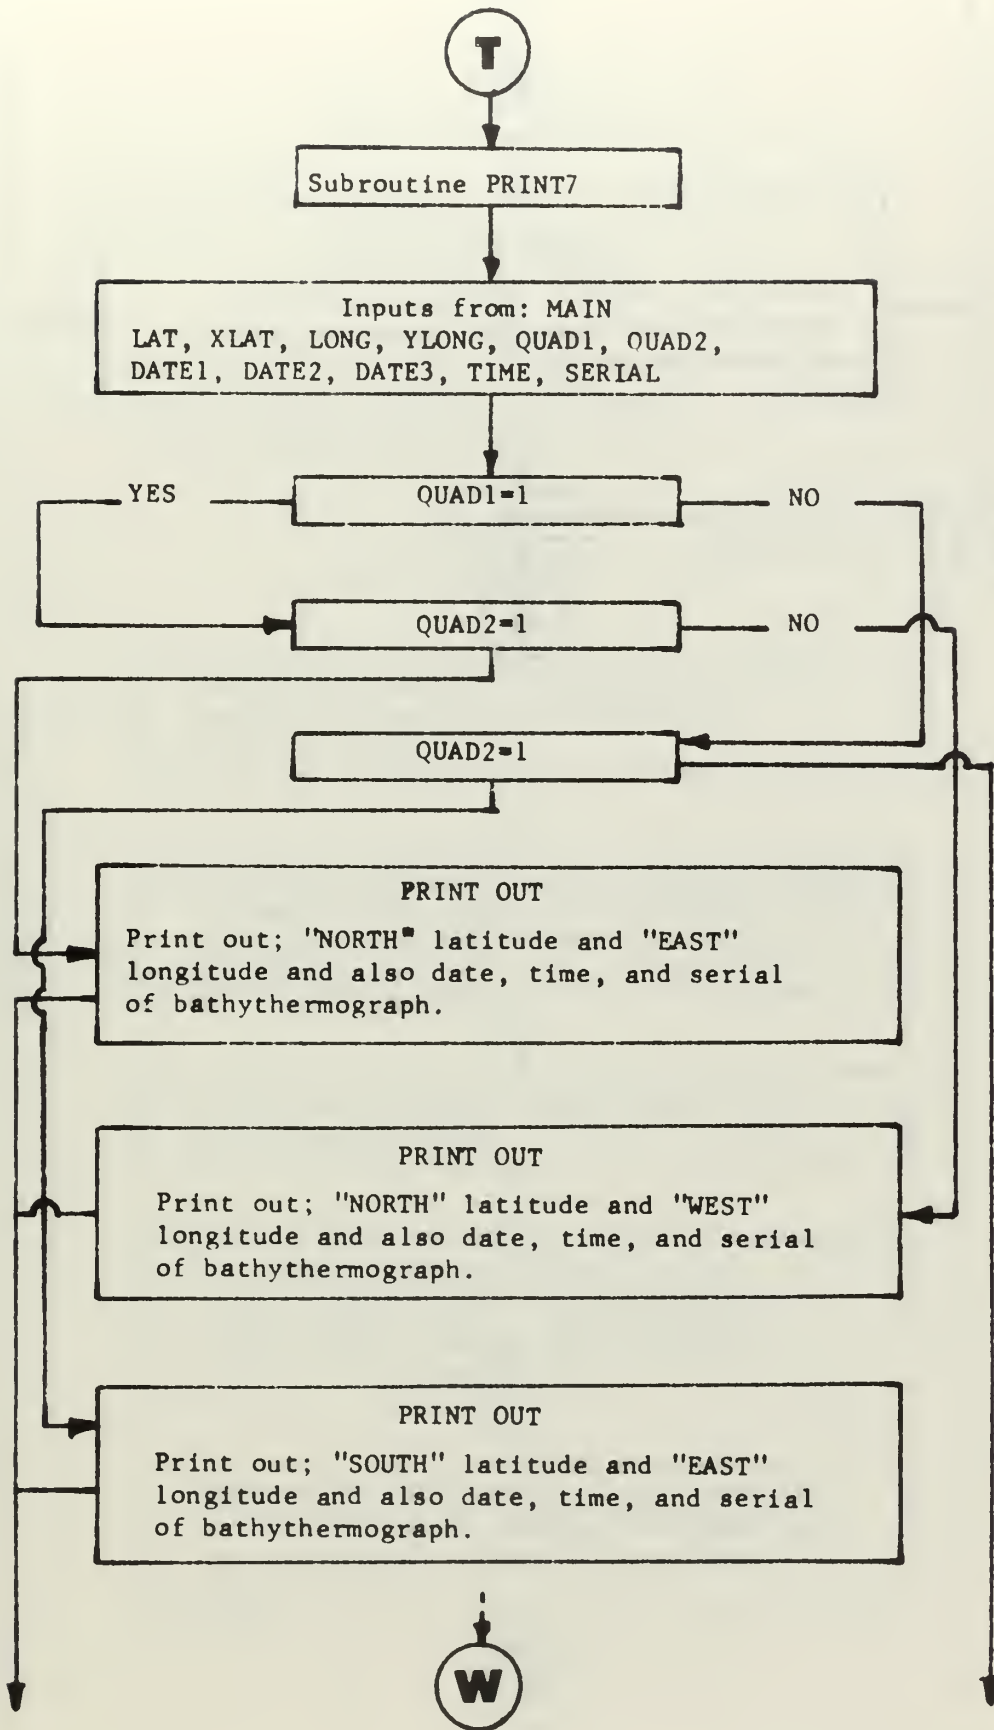 T
Subroutine PRINT7
Inputs from: MAIN
LAT, XLAT, LONG, YLONG, QUAD1, QUAD2,
DATE1, DATE2, DATE3, TIME, SERIAL
YES
QUAD1=1
NO
QUAD2=1
NO
QUAD2=1
PRINT OUT
Print out; "NORTH" latitude and "EAST"
longitude and also date, time, and serial
of bathythermograph.
PRINT OUT
Print out; "NORTH" latitude and "WEST"
longitude and also date, time, and serial
of bathythermograph.
PRINT OUT
Print out; "SOUTH" latitude and "EAST"
longitude and also date, time, and serial
of bathythermograph.
W